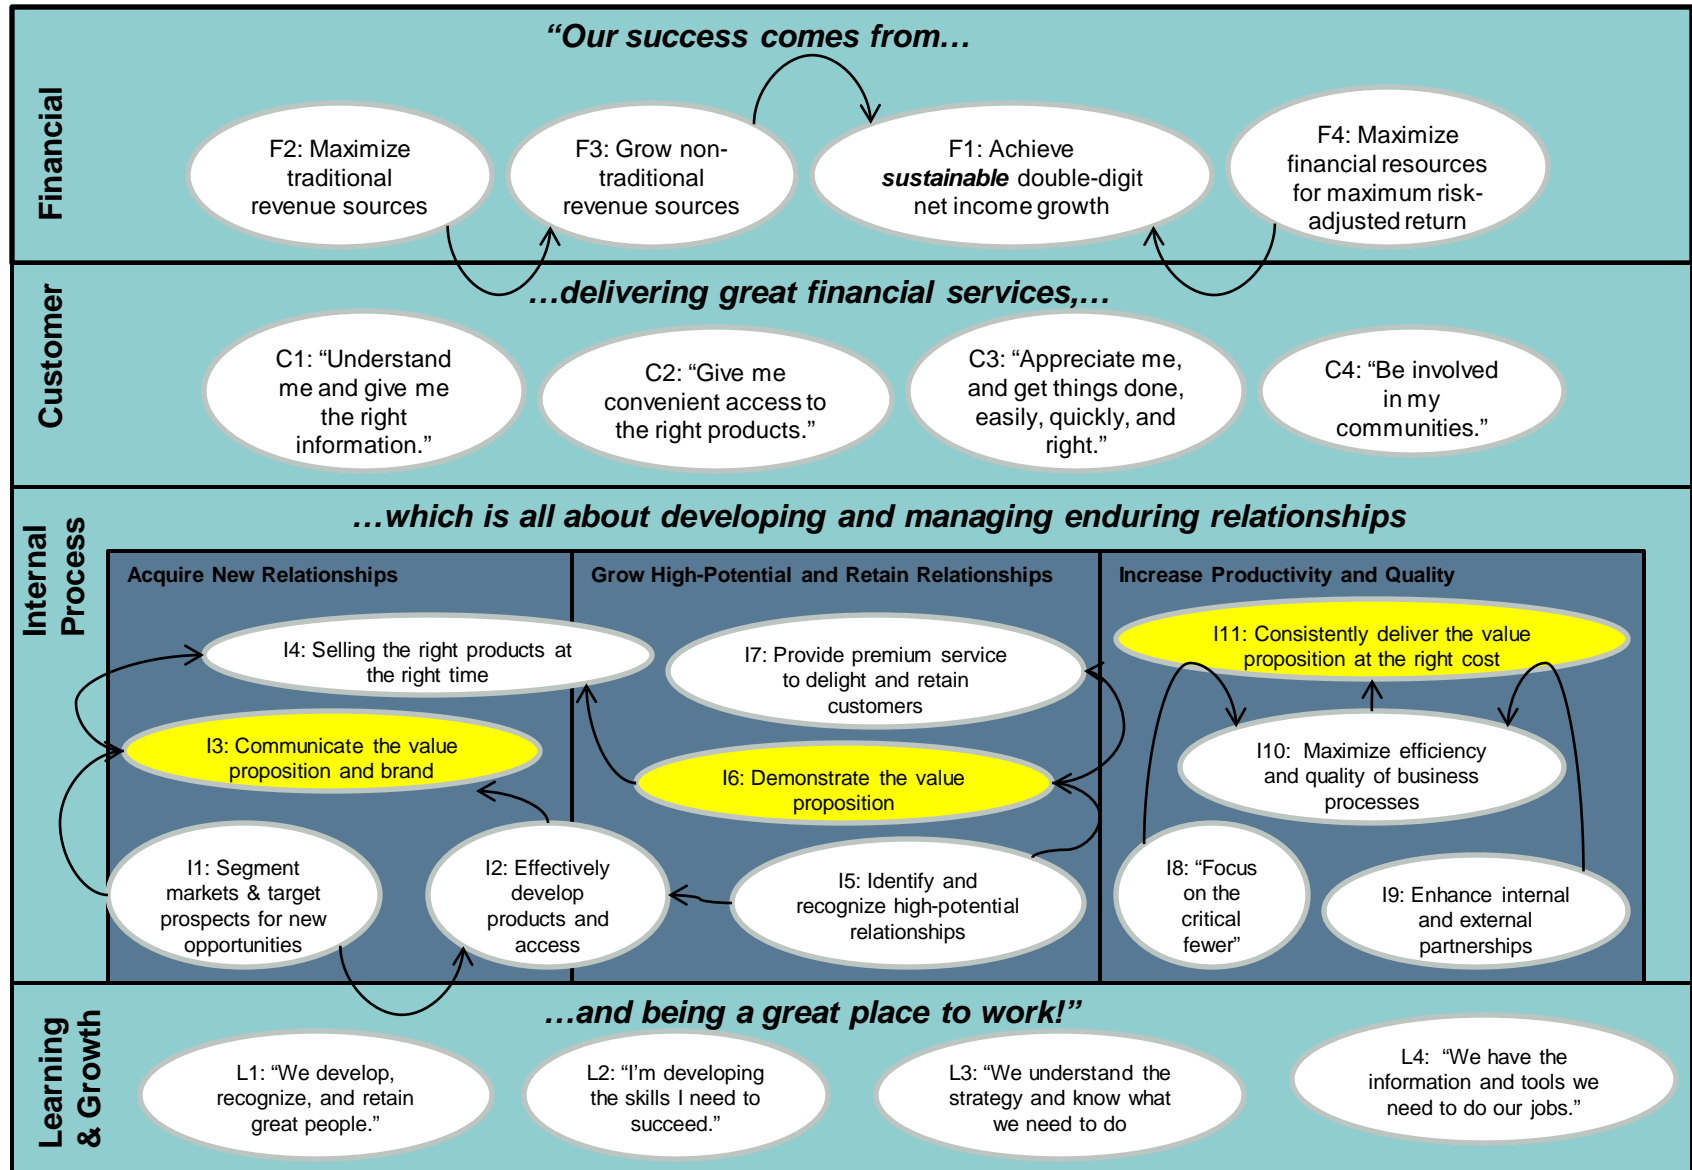 “Our success comes from…
Financial
F2: Maximize
traditional
revenue sources
F3: Grow non-
traditional
revenue sources
F1: Achieve
sustainable double-digit
net income growth
F4: Maximize
financial resources
for maximum risk-
adjusted return
…delivering great financial services,…
Customer
C1: “Understand
me and give me
the right
information.”
C2: “Give me
convenient access to
the right products.”
C3: “Appreciate me,
and get things done,
easily, quickly, and
right.”
C4: “Be involved
in my
communities.”
…which is all about developing and managing enduring relationships
Internal
Process
Acquire New Relationships
I4: Selling the right products at
the right time
I3: Communicate the value
proposition and brand
I1: Segment
markets & target
prospects for new
opportunities
I2: Effectively
develop
products and
access
Grow High-Potential and Retain Relationships
I7: Provide premium service
to delight and retain
customers
I6: Demonstrate the value
proposition
I5: Identify and
recognize high-potential
relationships
Increase Productivity and Quality
I11: Consistently deliver the value
proposition at the right cost
I10: Maximize efficiency
and quality of business
processes
I8: “Focus
on the
critical
fewer”
I9: Enhance internal
and external
partnerships
…and being a great place to work!”
Learning
& Growth
L1: “We develop,
recognize, and retain
great people.”
L2: “I’m developing
the skills I need to
succeed.”
L3: “We understand the
strategy and know what
we need to do
L4: “We have the
information and tools we
need to do our jobs.”